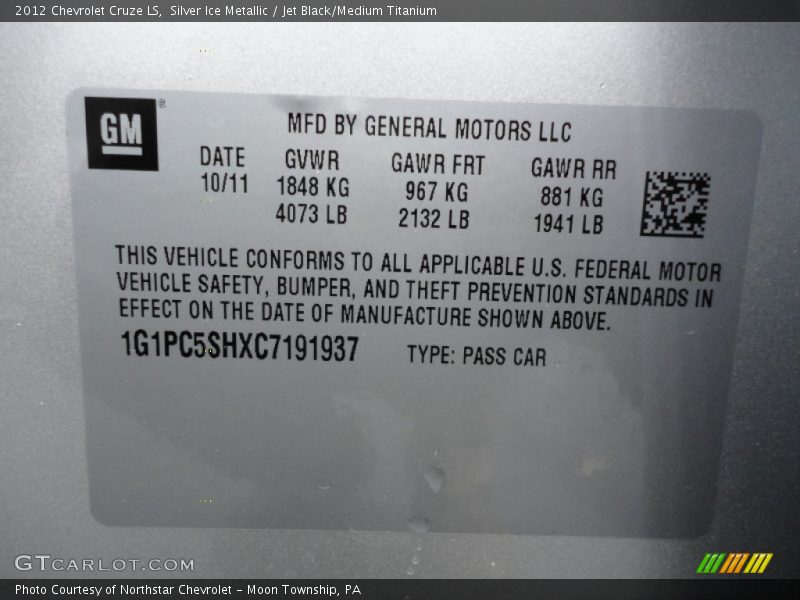 2012 Chevrolet Cruze LS, Silver Ice Metallic / Jet Black/Medium Titanium
GM
MFD BY GENERAL MOTORS LLC
DATE GVWR GAWR FRT GAWR RR
10/11 1848 KG 967 KG 881 KG
4073 LB 2132 LB 1941 LB
THIS VEHICLE CONFORMS TO ALL APPLICABLE U.S. FEDERAL MOTOR
VEHICLE SAFETY, BUMPER, AND THEFT PREVENTION STANDARDS IN
EFFECT ON THE DATE OF MANUFACTURE SHOWN ABOVE.
1G1PC5SHXC7191937 TYPE: PASS CAR
GTCARLOT.COM
Photo Courtesy of Northstar Chevrolet - Moon Township, PA